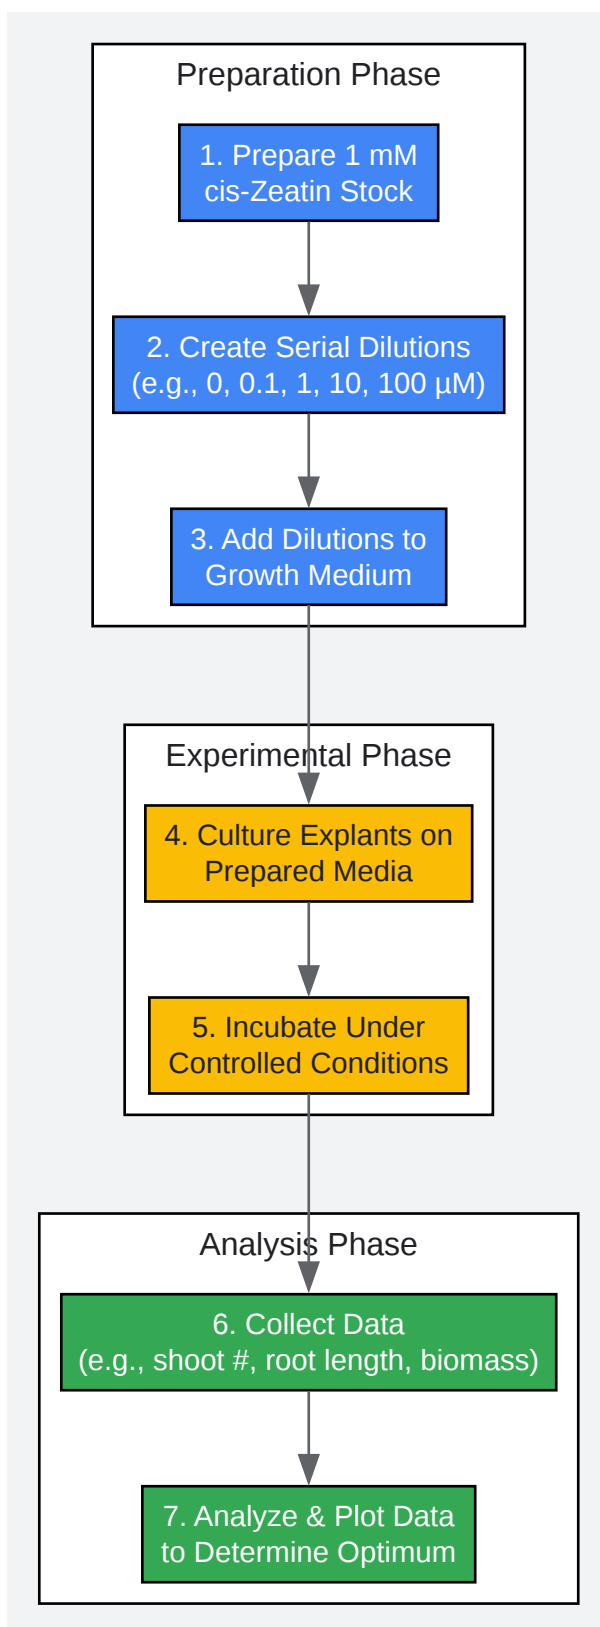 Preparation Phase
1. Prepare 1 mM
cis-Zeatin Stock
2. Create Serial Dilutions
(e.g., 0, 0.1, 1, 10, 100 µM)
3. Add Dilutions to
Growth Medium
Experimental Phase
4. Culture Explants on
Prepared Media
5. Incubate Under
Controlled Conditions
Analysis Phase
6. Collect Data
(e.g., shoot #, root length, biomass)
7. Analyze & Plot Data
to Determine Optimum